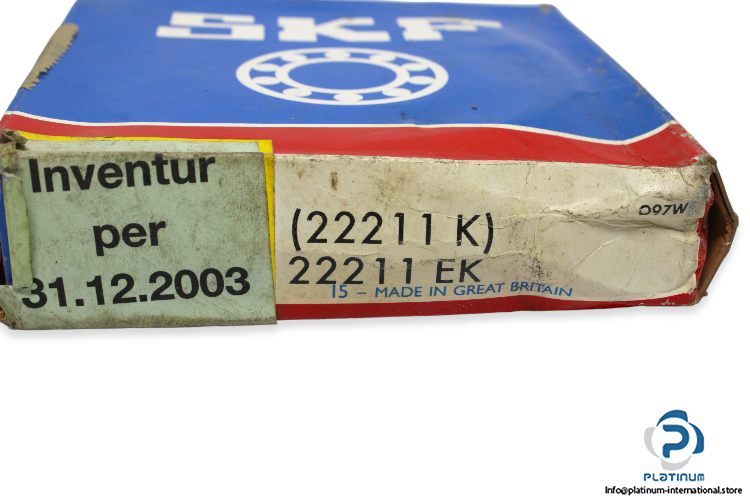 SKF
Inventur
per
31.12.2003
(22211 K)
22211 EK
15 - MADE IN GREAT BRITAIN
097W
PLATINUM
Info@platinum-international.store